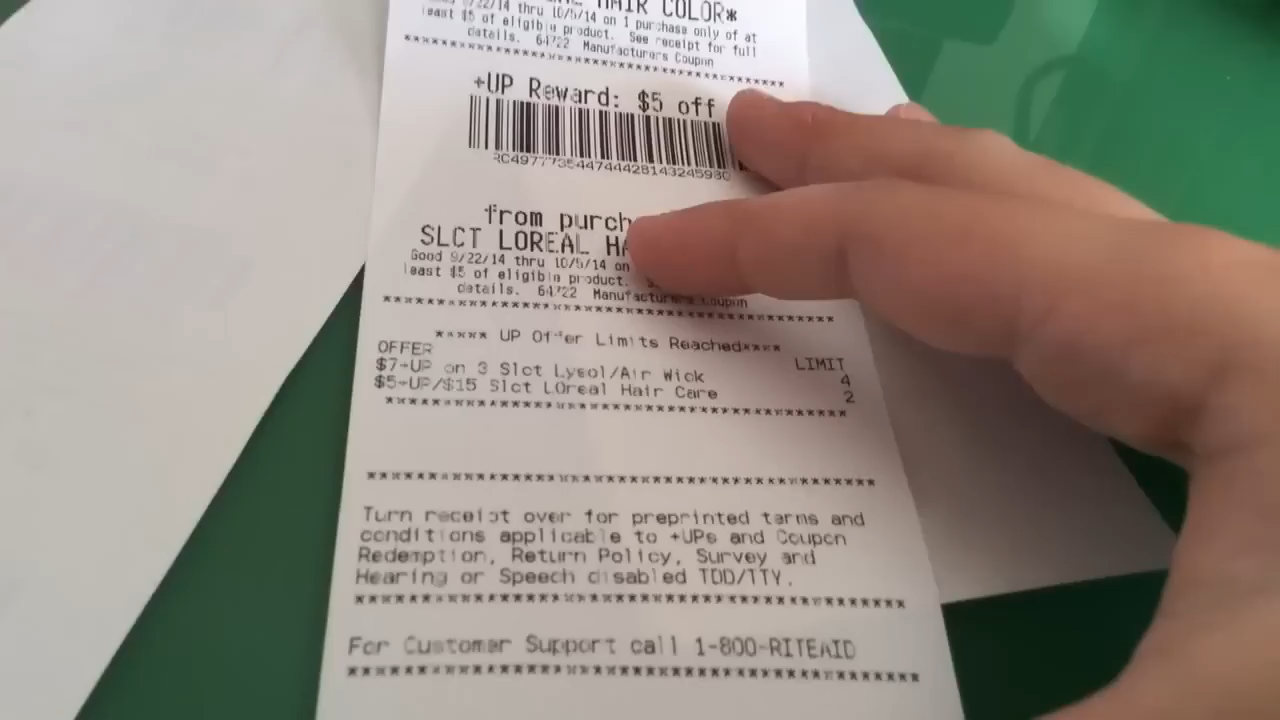 HAIR COLOR*
9/22/14 thru 10/5/14 on 1 purchase only of at
least $5 of eligible product. See receipt for full
details. 64722 Manufacturers Coupon
************************************************
+UP Reward: $5 off
from purch
SLCT LOREAL HA
Good 9/22/14 thru 10/5/14 on
least $5 of eligible product.
details. 64722 Manufacturers Coupon
************************************************
***** UP Offer Limits Reached****
OFFER LIMIT
$7+UP on 3 Slct Lysol/Air Wick 4
$5+UP/$15 Slct LOreal Hair Care 2
************************************************
************************************************
Turn receipt over for preprinted terms and
conditions applicable to +UPs and Coupon
Redemption, Return Policy, Survey and
Hearing or Speech disabled TDD/TTY.
************************************************
For Customer Support call 1-800-RITEAID
************************************************